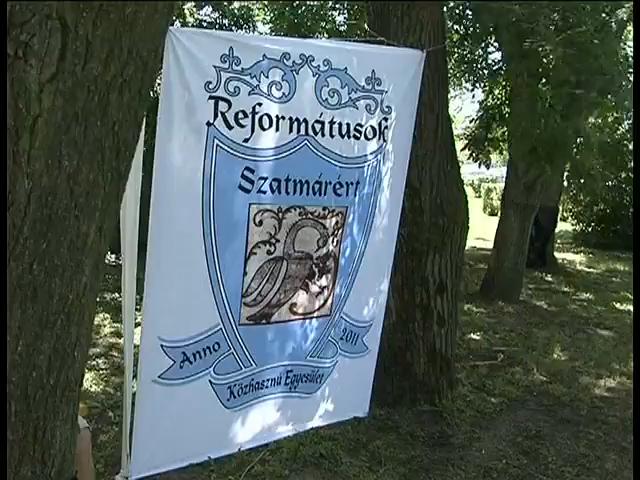 Reformátusok
Szatmárért
Anno 2011
Közhasznú Egyesület